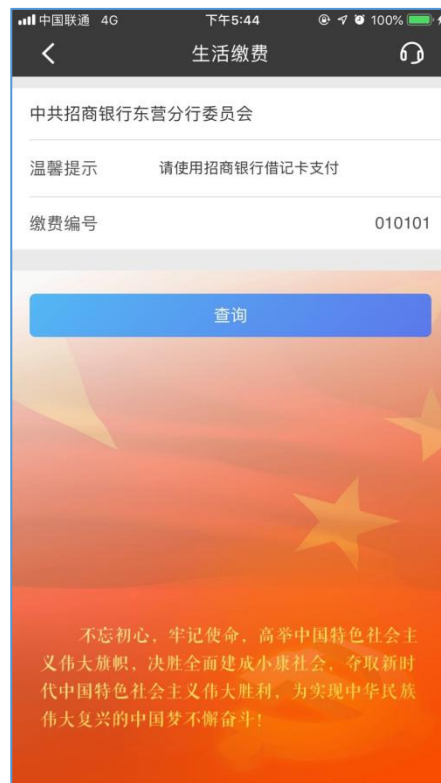 中国联通 4G 下午5:44 100%
生活缴费
中共招商银行东营分行委员会
温馨提示 请使用招商银行借记卡支付
缴费编号 010101
查询
不忘初心，牢记使命，高举中国特色社会主
义伟大旗帜，决胜全面建成小康社会，夺取新时
代中国特色社会主义伟大胜利，为实现中华民族
伟大复兴的中国梦不懈奋斗！